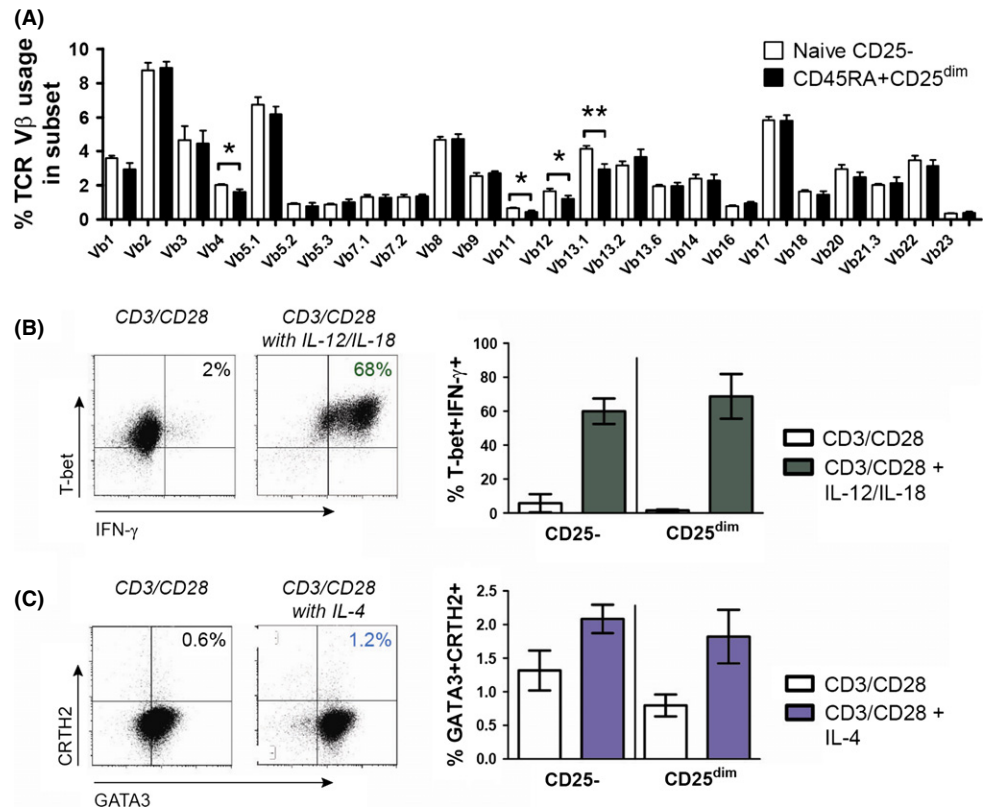 (A)
% TCR Vβ usage
in subset
10
8
6
4
2
0
Naive CD25-
CD45RA+CD25dim
*
*
*
**
Vb1
Vb2
Vb3
Vb4
Vb5.1
Vb5.2
Vb5.3
Vb7.1
Vb7.2
Vb8
Vb9
Vb11
Vb12
Vb13.1
Vb13.2
Vb13.6
Vb14
Vb16
Vb17
Vb18
Vb20
Vb21.3
Vb22
Vb23
(B)
CD3/CD28
CD3/CD28
with IL-12/IL-18
2%
68%
T-bet
IFN-γ
% T-bet+IFN-γ+
100
80
60
40
20
0
CD25-
CD25dim
CD3/CD28
CD3/CD28 +
IL-12/IL-18
(C)
CD3/CD28
CD3/CD28
with IL-4
0.6%
1.2%
CRTH2
GATA3
% GATA3+CRTH2+
2.5
2.0
1.5
1.0
0.5
0.0
CD25-
CD25dim
CD3/CD28
CD3/CD28 +
IL-4